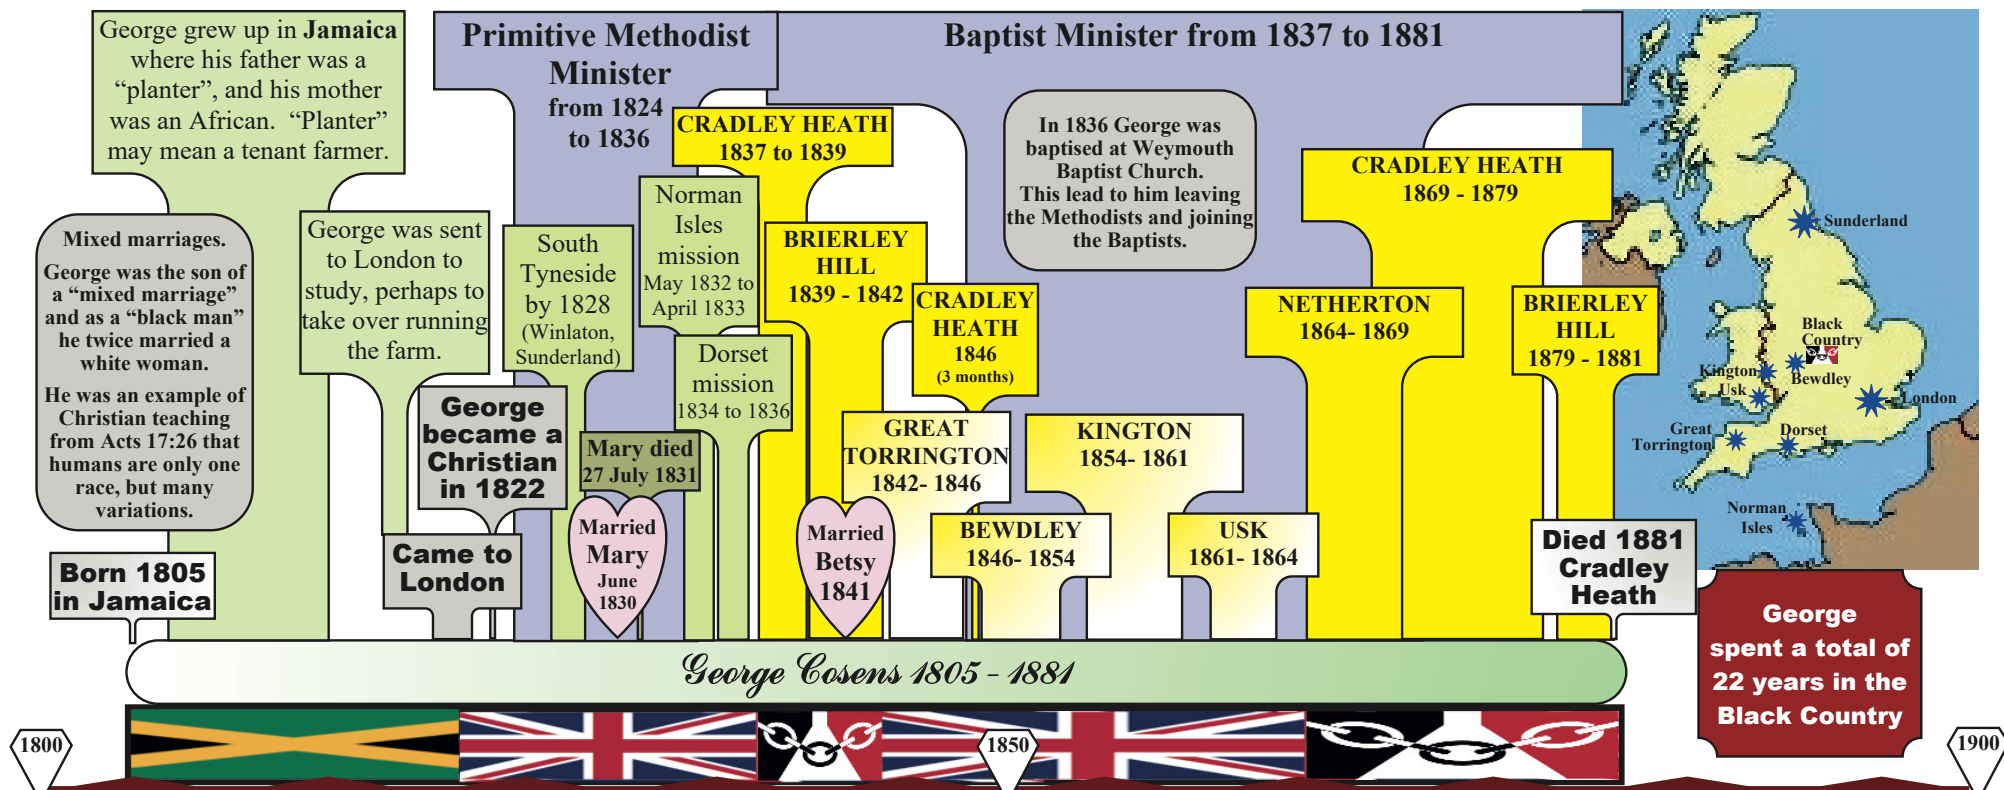 George grew up in Jamaica
where his father was a
“planter”, and his mother
was an African. “Planter”
may mean a tenant farmer.
Mixed marriages.
George was the son of
a “mixed marriage”
and as a “black man”
he twice married a
white woman.
He was an example of
Christian teaching
from Acts 17:26 that
humans are only one
race, but many
variations.
Born 1805
in Jamaica
George was sent
to London to
study, perhaps to
take over running
the farm.
Came to
London
George
became a
Christian
in 1822
Primitive Methodist
Minister
from 1824
to 1836
South
Tyneside
by 1828
(Winlaton,
Sunderland)
Married
Mary
June
1830
Mary died
27 July 1831
Norman
Isles
mission
May 1832 to
April 1833
Dorset
mission
1834 to 1836
Baptist Minister from 1837 to 1881
In 1836 George was
baptised at Weymouth
Baptist Church.
This lead to him leaving
the Methodists and joining
the Baptists.
CRADLEY HEATH
1837 to 1839
BRIERLEY
HILL
1839 - 1842
Married
Betsy
1841
GREAT
TORRINGTON
1842- 1846
CRADLEY
HEATH
1846
(3 months)
BEWDLEY
1846- 1854
KINGTON
1854- 1861
USK
1861- 1864
NETHERTON
1864- 1869
CRADLEY HEATH
1869 - 1879
BRIERLEY
HILL
1879 - 1881
Died 1881
Cradley
Heath
Sunderland
Black
Country
Kington
Bewdley
Usk
London
Great
Torrington
Dorset
Norman
Isles
George
spent a total of
22 years in the
Black Country
George Cosens 1805 - 1881
1800
1850
1900